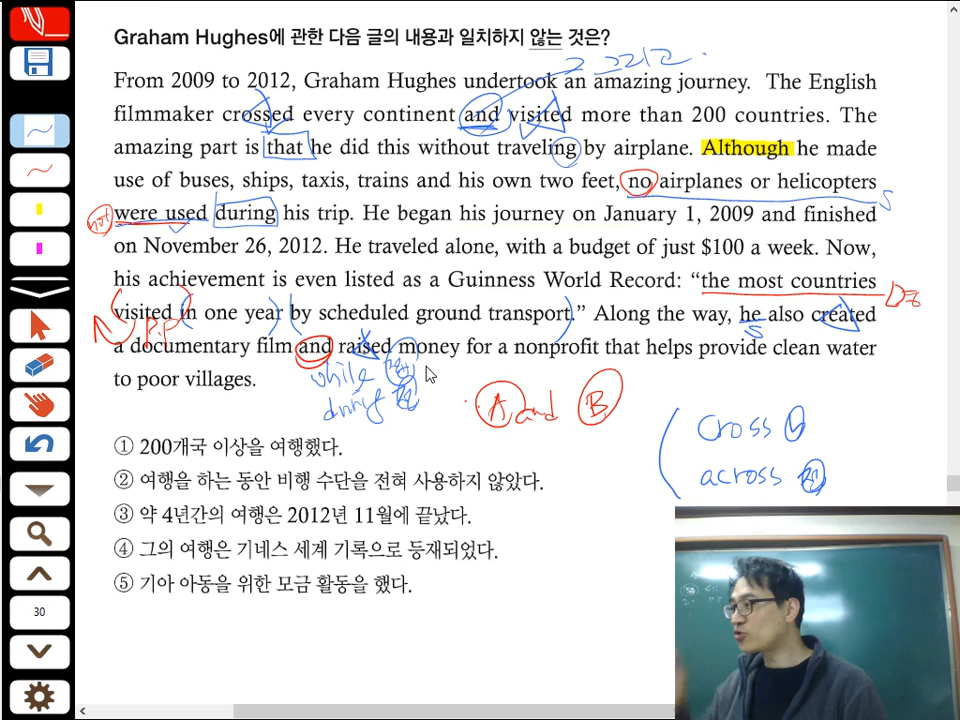 Graham Hughes에 관한 다음 글의 내용과 일치하지 않는 것은?
그리고
From 2009 to 2012, Graham Hughes undertook an amazing journey. The English
filmmaker crossed every continent and visited more than 200 countries. The
amazing part is that he did this without traveling by airplane. Although he made
use of buses, ships, taxis, trains and his own two feet, no airplanes or helicopters
S
not
were used during his trip. He began his journey on January 1, 2009 and finished
on November 26, 2012. He traveled alone, with a budget of just $100 a week. Now,
his achievement is even listed as a Guinness World Record: “the most countries
visited in one year by scheduled ground transport.” Along the way, he also created
N
P.P
S
a documentary film and raised money for a nonprofit that helps provide clean water
to poor villages.
while
during
A and B
cross
across
① 200개국 이상을 여행했다.
② 여행을 하는 동안 비행 수단을 전혀 사용하지 않았다.
③ 약 4년간의 여행은 2012년 11월에 끝났다.
④ 그의 여행은 기네스 세계 기록으로 등재되었다.
⑤ 기아 아동을 위한 모금 활동을 했다.
30